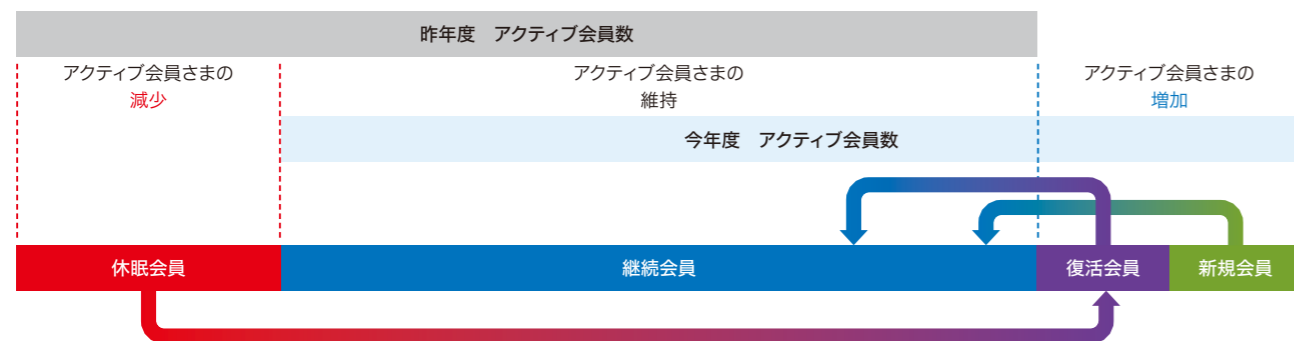 昨年度　アクティブ会員数
アクティブ会員さまの
減少
アクティブ会員さまの
維持
アクティブ会員さまの
増加
今年度　アクティブ会員数
休眠会員
継続会員
復活会員
新規会員